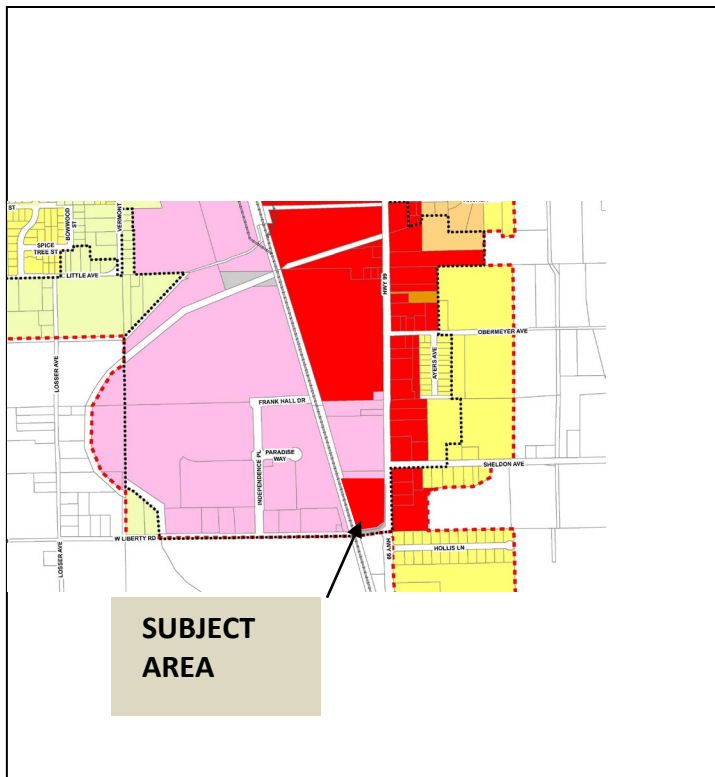 ST
BOWWOOD
ST
VERMONT
SPICE
TREE ST
LITTLE AVE
HWY 99
OBERMEYER AVE
LOSSER AVE
AYERS AVE
FRANK HALL DR
PARADISE
WAY
INDEPENDENCE PL
SHELDON AVE
W LIBERTY RD
HOLLIS LN
LOSSER AVE
HWY 99
SUBJECT
AREA